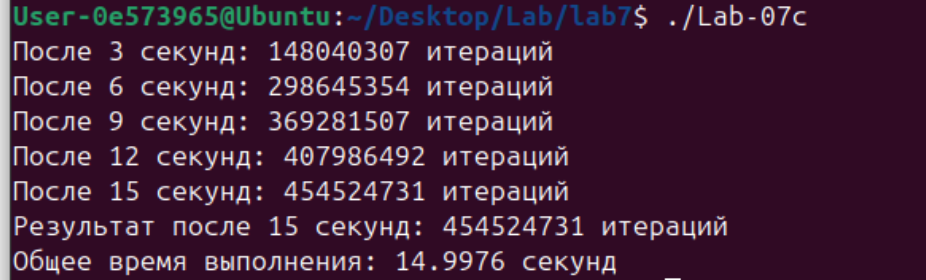 User-0e573965@Ubuntu:~/Desktop/Lab/lab7$ ./Lab-07c
После 3 секунд: 148040307 итераций
После 6 секунд: 298645354 итераций
После 9 секунд: 369281507 итераций
После 12 секунд: 407986492 итераций
После 15 секунд: 454524731 итераций
Результат после 15 секунд: 454524731 итераций
Общее время выполнения: 14.9976 секунд